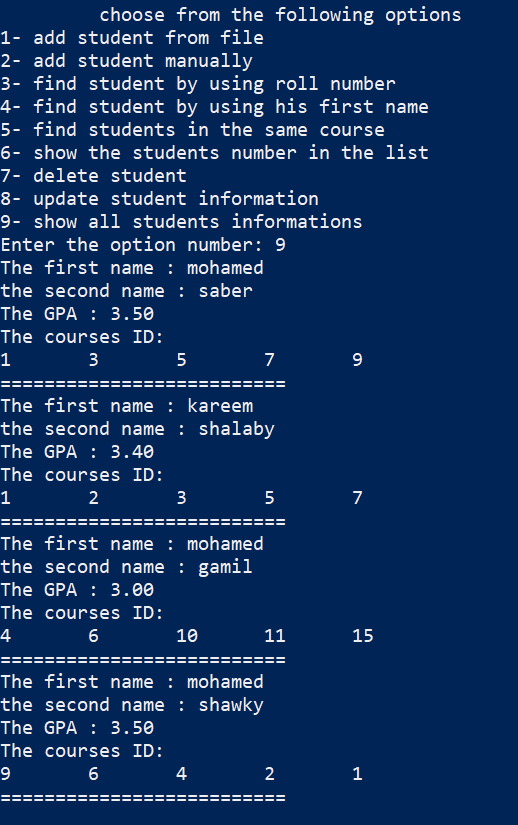 choose from the following options
1- add student from file
2- add student manually
3- find student by using roll number
4- find student by using his first name
5- find students in the same course
6- show the students number in the list
7- delete student
8- update student information
9- show all students informations
Enter the option number: 9
The first name : mohamed
the second name : saber
The GPA : 3.50
The courses ID:
1 3 5 7 9
==========================
The first name : kareem
the second name : shalaby
The GPA : 3.40
The courses ID:
1 2 3 5 7
==========================
The first name : mohamed
the second name : gamil
The GPA : 3.00
The courses ID:
4 6 10 11 15
==========================
The first name : mohamed
the second name : shawky
The GPA : 3.50
The courses ID:
9 6 4 2 1
==========================